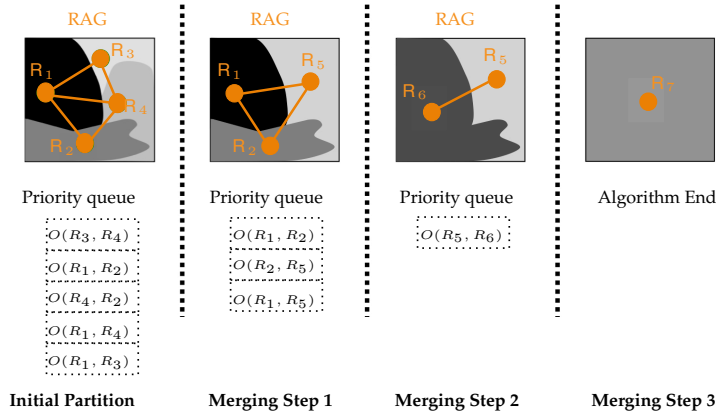 RAG
RAG
RAG
R1
R3
R4
R2
R1
R5
R2
R6
R5
R7
Priority queue
Priority queue
Priority queue
Algorithm End
O(R3, R4)
O(R1, R2)
O(R4, R2)
O(R1, R4)
O(R1, R3)
O(R1, R2)
O(R2, R5)
O(R1, R5)
O(R5, R6)
Initial Partition
Merging Step 1
Merging Step 2
Merging Step 3